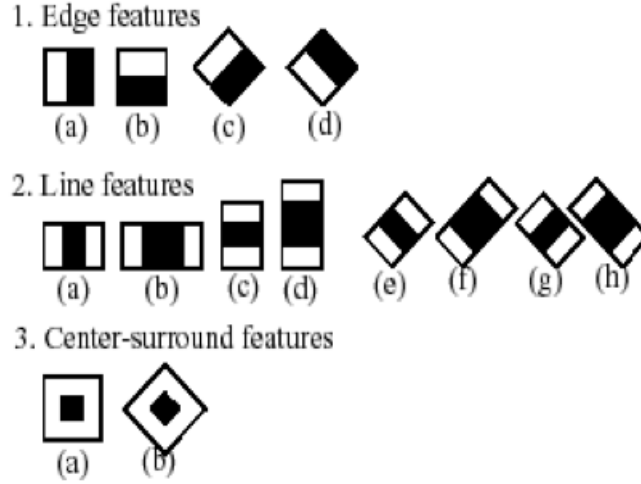 1. Edge features
(a) (b) (c) (d)
2. Line features
(a) (b) (c) (d) (e) (f) (g) (h)
3. Center-surround features
(a) (b)